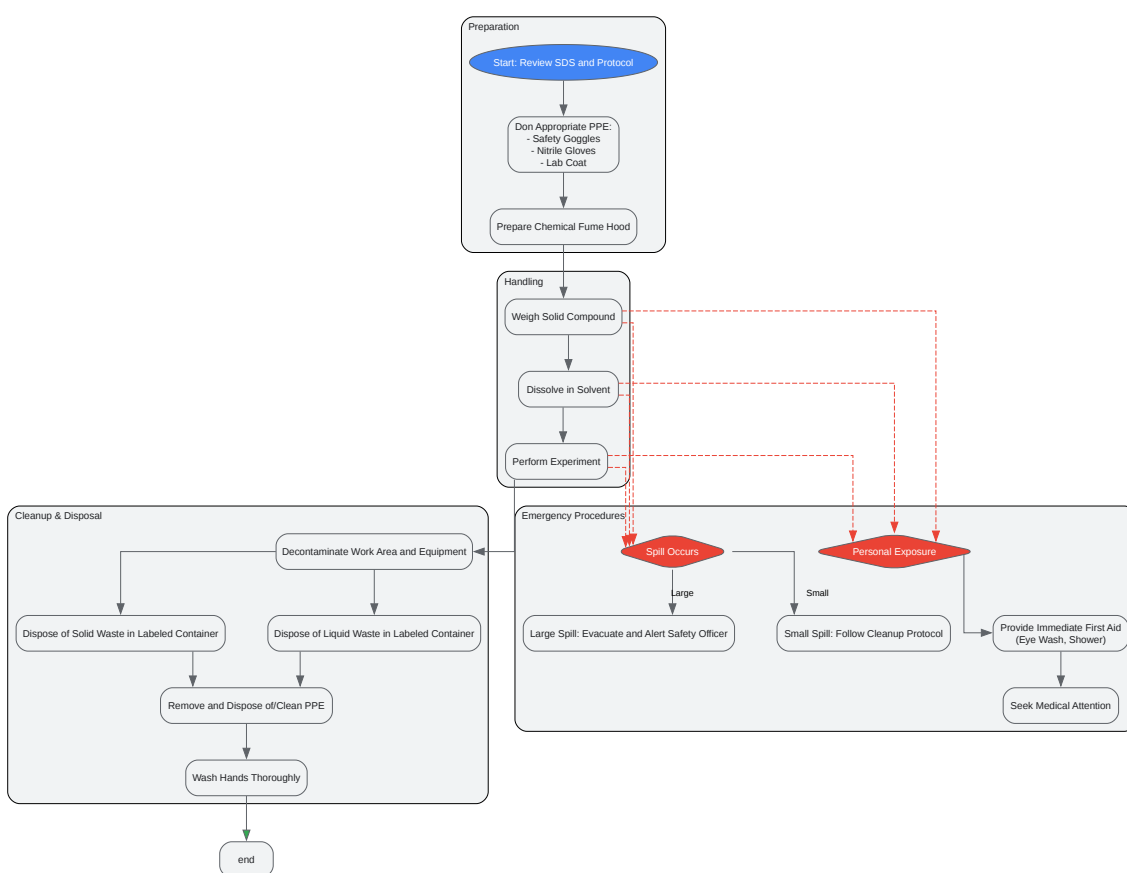 Preparation
Start: Review SDS and Protocol
Don Appropriate PPE:
- Safety Goggles
- Nitrile Gloves
- Lab Coat
Prepare Chemical Fume Hood
Handling
Weigh Solid Compound
Dissolve in Solvent
Perform Experiment
Cleanup & Disposal
Decontaminate Work Area and Equipment
Dispose of Solid Waste in Labeled Container
Dispose of Liquid Waste in Labeled Container
Remove and Dispose of/Clean PPE
Wash Hands Thoroughly
end
Emergency Procedures
Spill Occurs
Personal Exposure
Large
Small
Large Spill: Evacuate and Alert Safety Officer
Small Spill: Follow Cleanup Protocol
Provide Immediate First Aid
(Eye Wash, Shower)
Seek Medical Attention